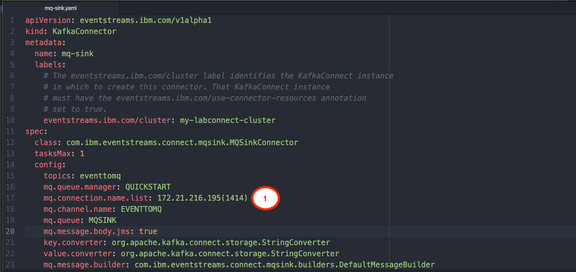 mq-sink.yaml
1 apiVersion: eventstreams.ibm.com/v1alpha1
2 kind: KafkaConnector
3 metadata:
4 name: mq-sink
5 labels:
6 # The eventstreams.ibm.com/cluster label identifies the KafkaConnect instance
7 # in which to create this connector. That KafkaConnect instance
8 # must have the eventstreams.ibm.com/use-connector-resources annotation
9 # set to true.
10 eventstreams.ibm.com/cluster: my-labconnect-cluster
11 spec:
12 class: com.ibm.eventstreams.connect.mqsink.MQSinkConnector
13 tasksMax: 1
14 config:
15 topics: eventtomq
16 mq.queue.manager: QUICKSTART
17 mq.connection.name.list: 172.21.216.195(1414) 1
18 mq.channel.name: EVENTTOMQ
19 mq.queue: MQSINK
20 mq.message.body.jms: true
21 key.converter: org.apache.kafka.connect.storage.StringConverter
22 value.converter: org.apache.kafka.connect.storage.StringConverter
23 mq.message.builder: com.ibm.eventstreams.connect.mqsink.builders.DefaultMessageBuilder